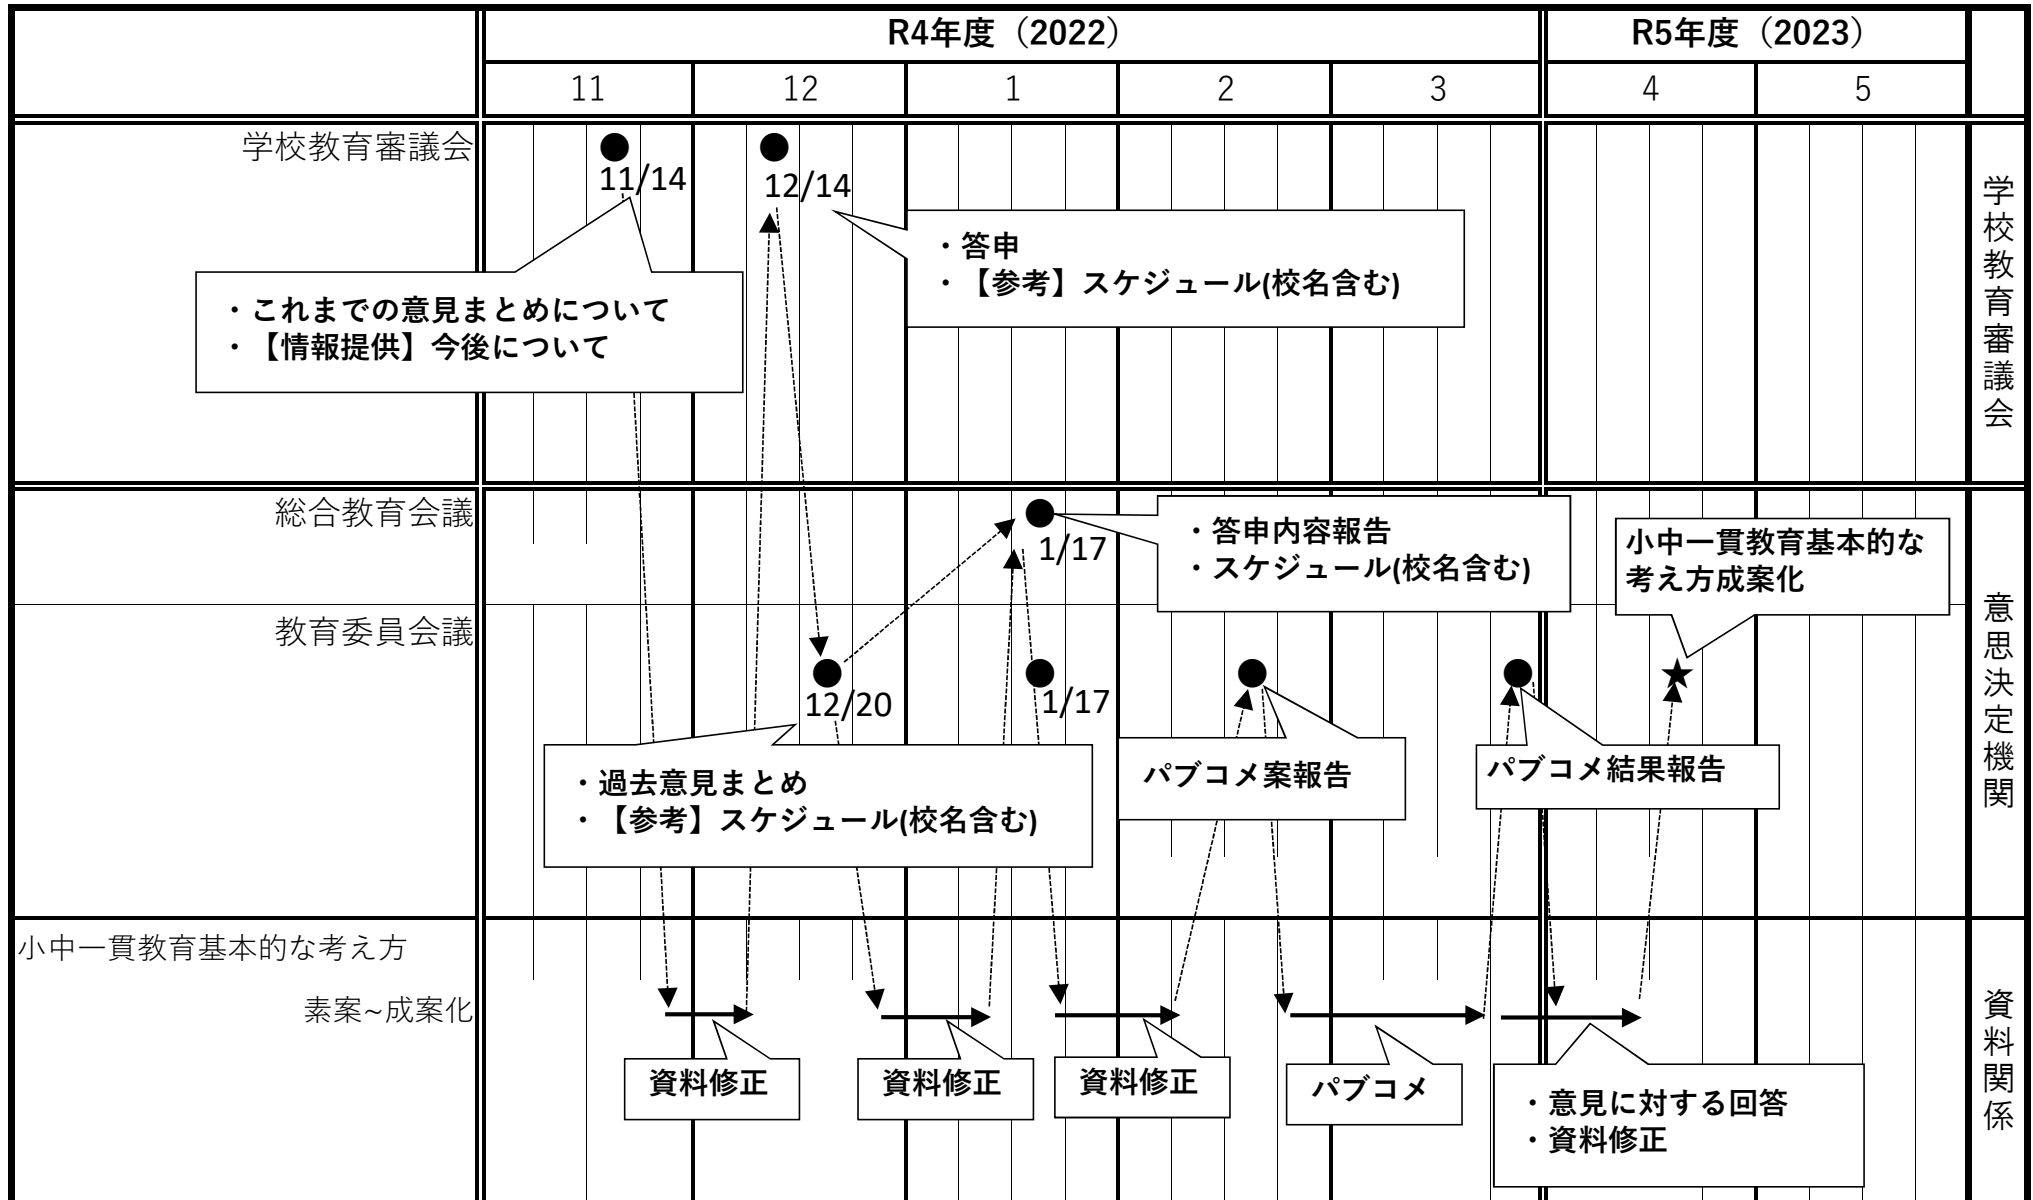 R4年度（2022）
R5年度（2023）
11
12
1
2
3
4
5
学校教育審議会
11/14
12/14
・答申
・【参考】スケジュール(校名含む)
・これまでの意見まとめについて
・【情報提供】今後について
学校教育審議会
総合教育会議
1/17
・答申内容報告
・スケジュール(校名含む)
小中一貫教育基本的な
考え方成案化
教育委員会議
12/20
1/17
・過去意見まとめ
・【参考】スケジュール(校名含む)
パブコメ案報告
パブコメ結果報告
意思決定機関
小中一貫教育基本的な考え方
素案~成案化
資料修正
資料修正
資料修正
パブコメ
・意見に対する回答
・資料修正
資料関係